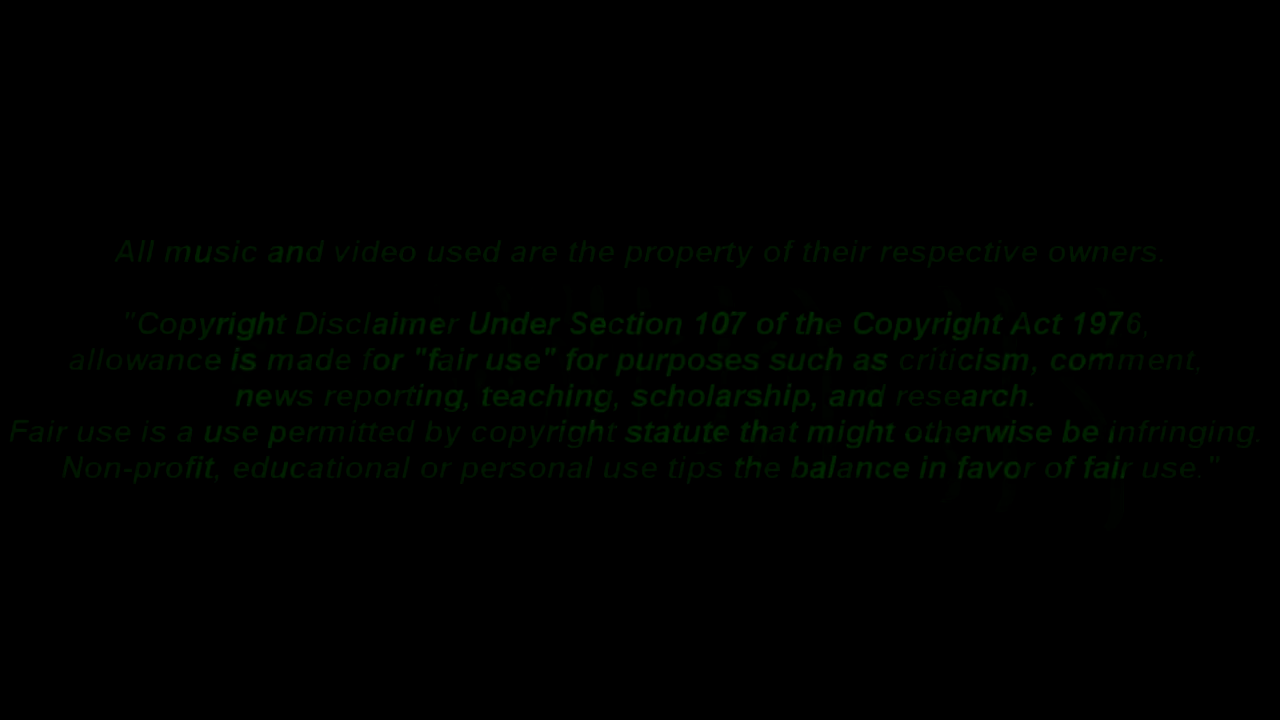 All music and video used are the property of their respective owners.
"Copyright Disclaimer Under Section 107 of the Copyright Act 1976,
allowance is made for "fair use" for purposes such as criticism, comment,
news reporting, teaching, scholarship, and research.
Fair use is a use permitted by copyright statute that might otherwise be infringing.
Non-profit, educational or personal use tips the balance in favor of fair use."